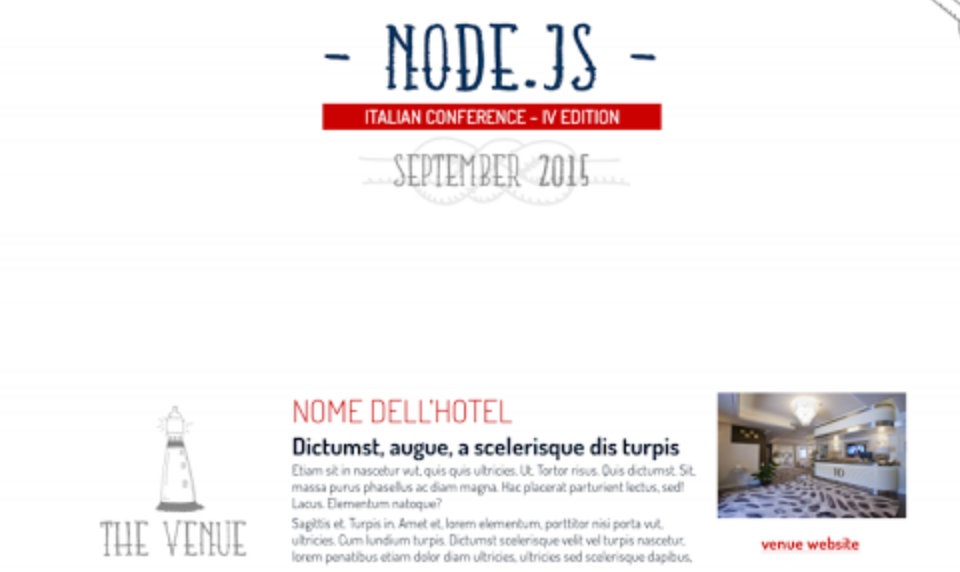 - NODE.JS -
ITALIAN CONFERENCE - IV EDITION
SEPTEMBER 2015
THE VENUE
NOME DELL'HOTEL
Dictumst, augue, a scelerisque dis turpis
Etiam sit in nascetur vut, quis quis ultricies. Ut. Tortor risus. Quis dictumst. Sit,
massa purus phasellus ac diam magna. Hac placerat parturient lectus, sed!
Lacus. Elementum natoque?
Sagittis et. Turpis in. Amet et, lorem elementum, porttitor nisi porta vut,
ultricies. Cum lundium turpis. Dictumst scelerisque velit vel turpis nascetur,
lorem penatibus etiam dolor diam ultricies, ultricies sed scelerisque dapibus,
venue website